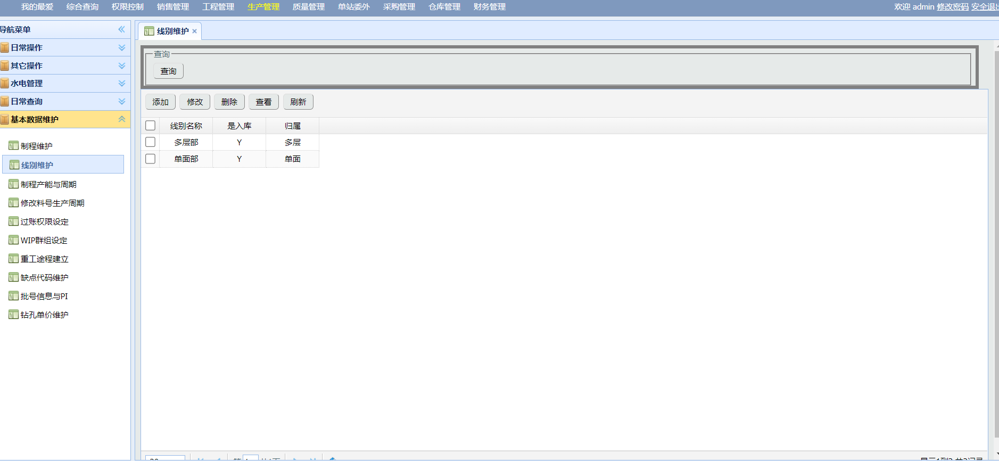 我的最爱 综合查询 权限控制 销售管理 工程管理 生产管理 质量管理 单站委外 采购管理 仓库管理 财务管理 欢迎 admin 修改密码 安全退出
导航菜单
日常操作
其它操作
水电管理
日常查询
基本数据维护
制程维护
线别维护
制程产能与周期
修改料号生产周期
过账权限设定
WIP群组设定
重工途程建立
缺点代码维护
批号信息与PI
钻孔单价维护
线别维护
查询
查询
添加 修改 删除 查看 刷新
线别名称 是入库 归属
多层部 Y 多层
单面部 Y 单面